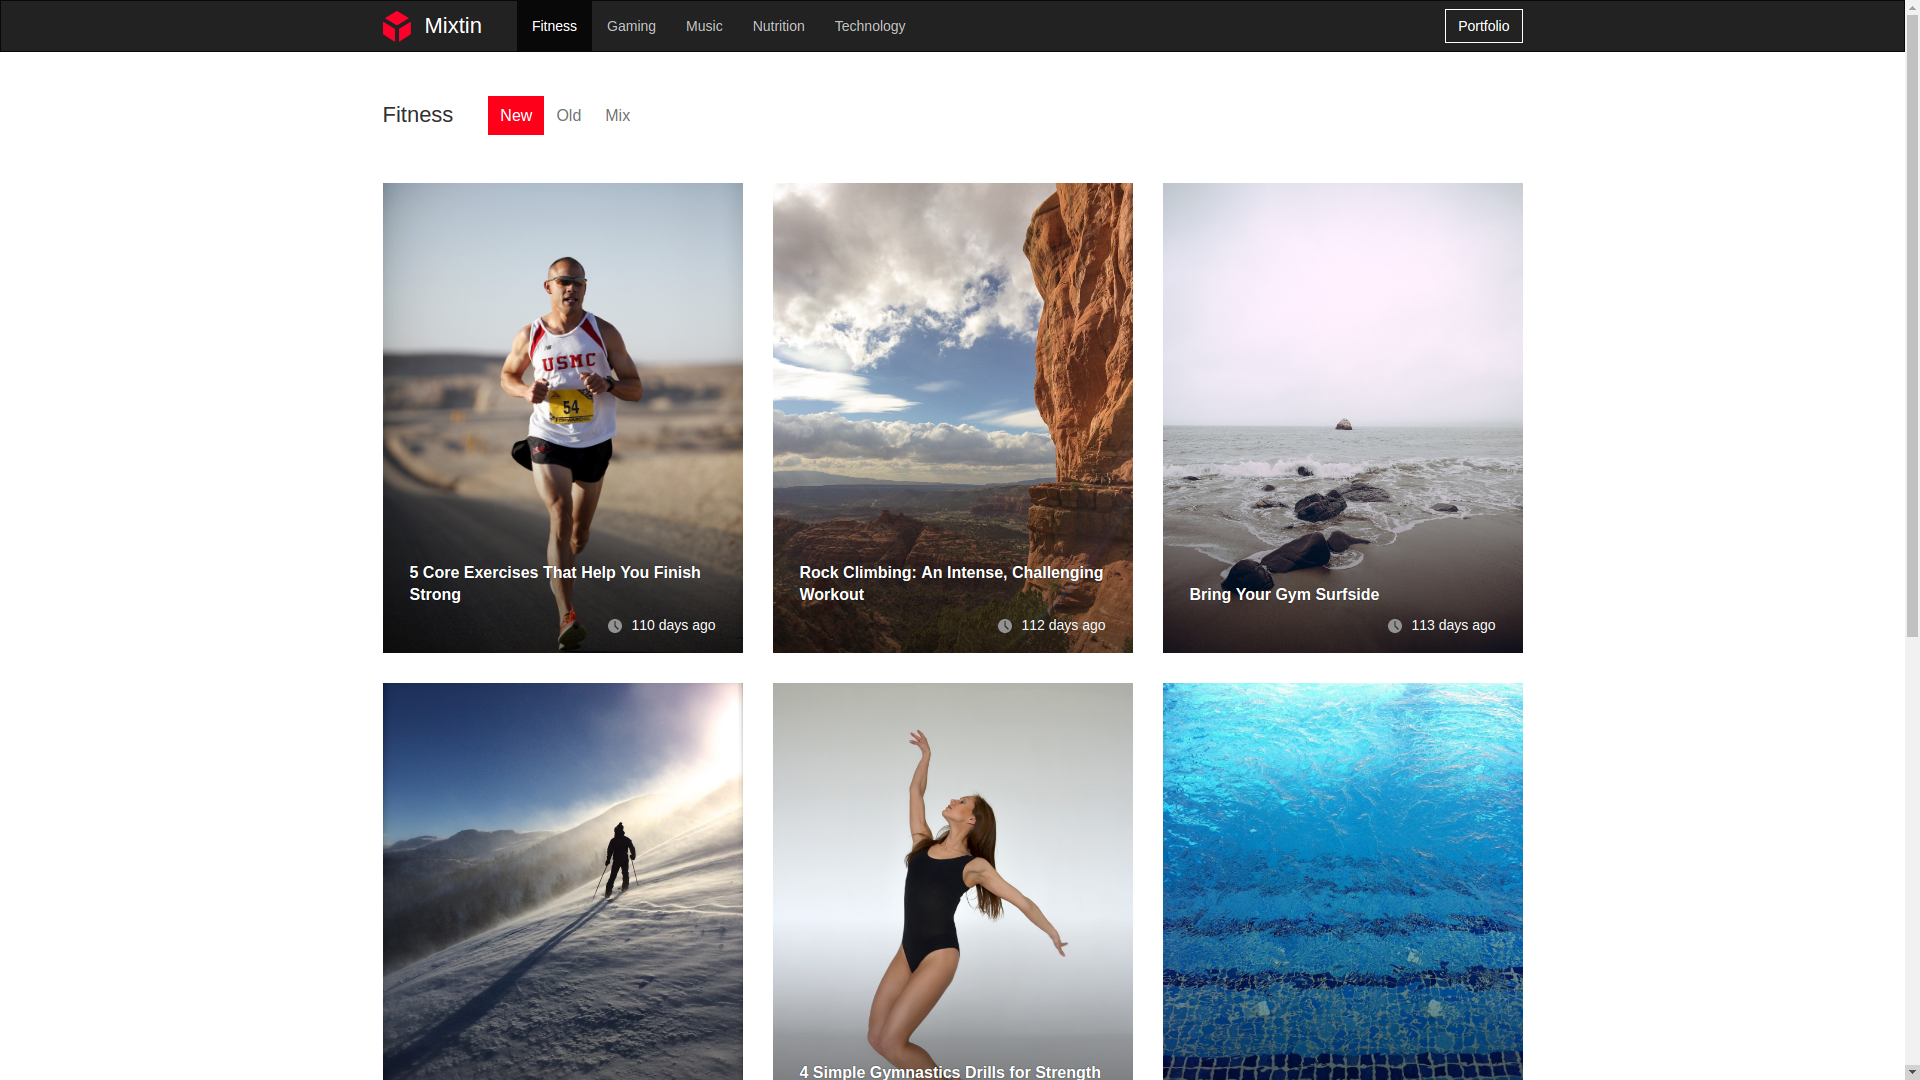 Mixtin
Fitness
Gaming
Music
Nutrition
Technology
Portfolio
Fitness
New
Old
Mix
USMC
54
5 Core Exercises That Help You Finish
Strong
110 days ago
Rock Climbing: An Intense, Challenging
Workout
112 days ago
Bring Your Gym Surfside
113 days ago
4 Simple Gymnastics Drills for Strength